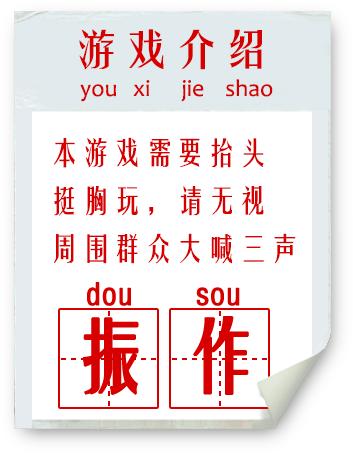 游戏介绍
you xi jie shao
本游戏需要抬头
挺胸玩，请无视
周围群众大喊三声
dou sou
振作